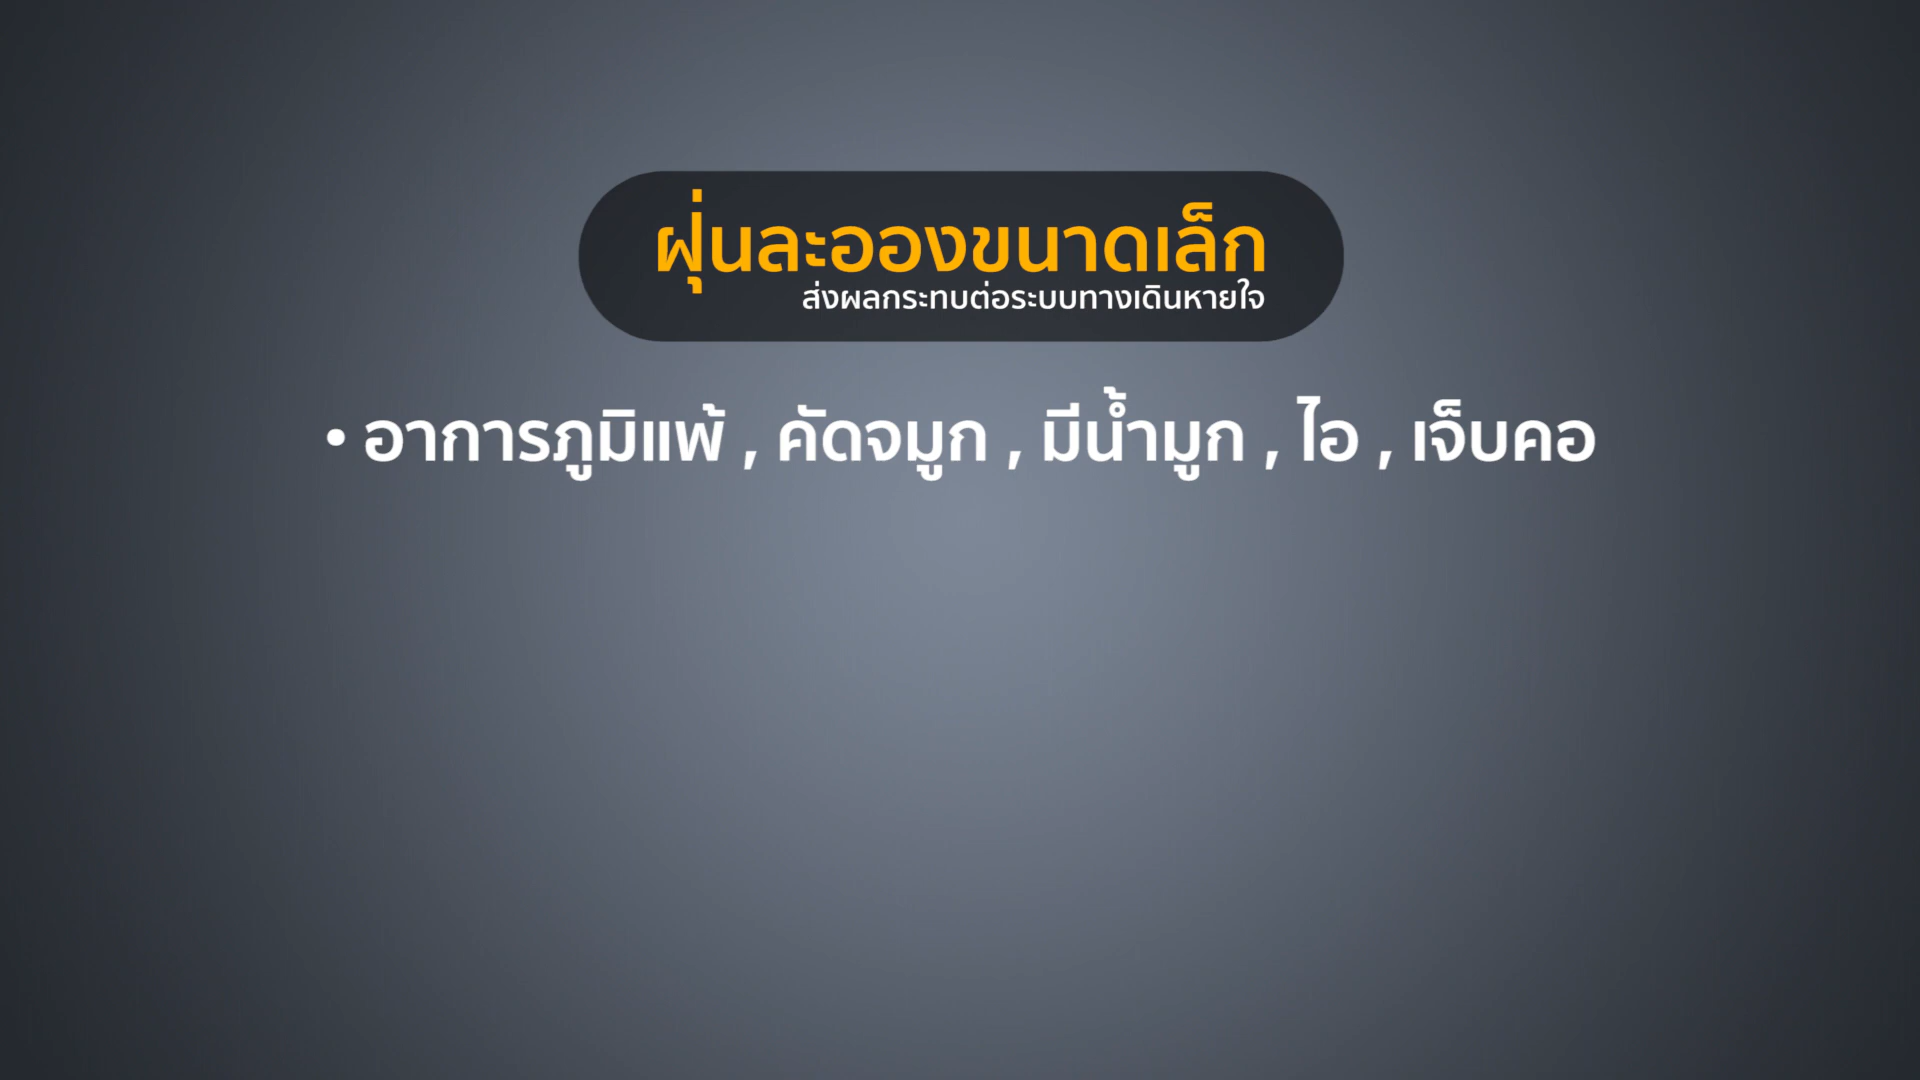 ฝุ่นละอองขนาดเล็ก
ส่งผลกระทบต่อระบบทางเดินหายใจ
• อาการภูมิแพ้ , คัดจมูก , มีน้ำมูก , ไอ , เจ็บคอ